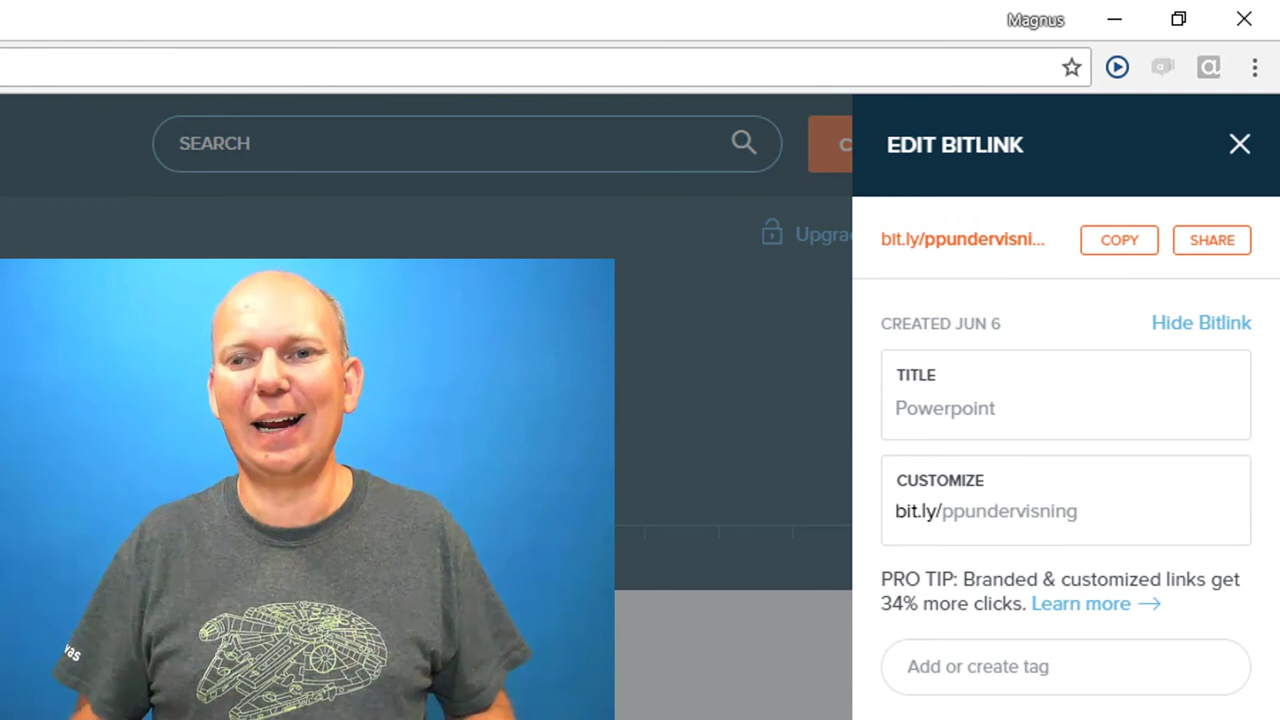 Magnus
SEARCH
C
EDIT BITLINK
Upgra
bit.ly/ppundervisni...
COPY
SHARE
CREATED JUN 6
Hide Bitlink
TITLE
Powerpoint
CUSTOMIZE
bit.ly/ppundervisning
PRO TIP: Branded & customized links get
34% more clicks. Learn more →
Add or create tag
vas